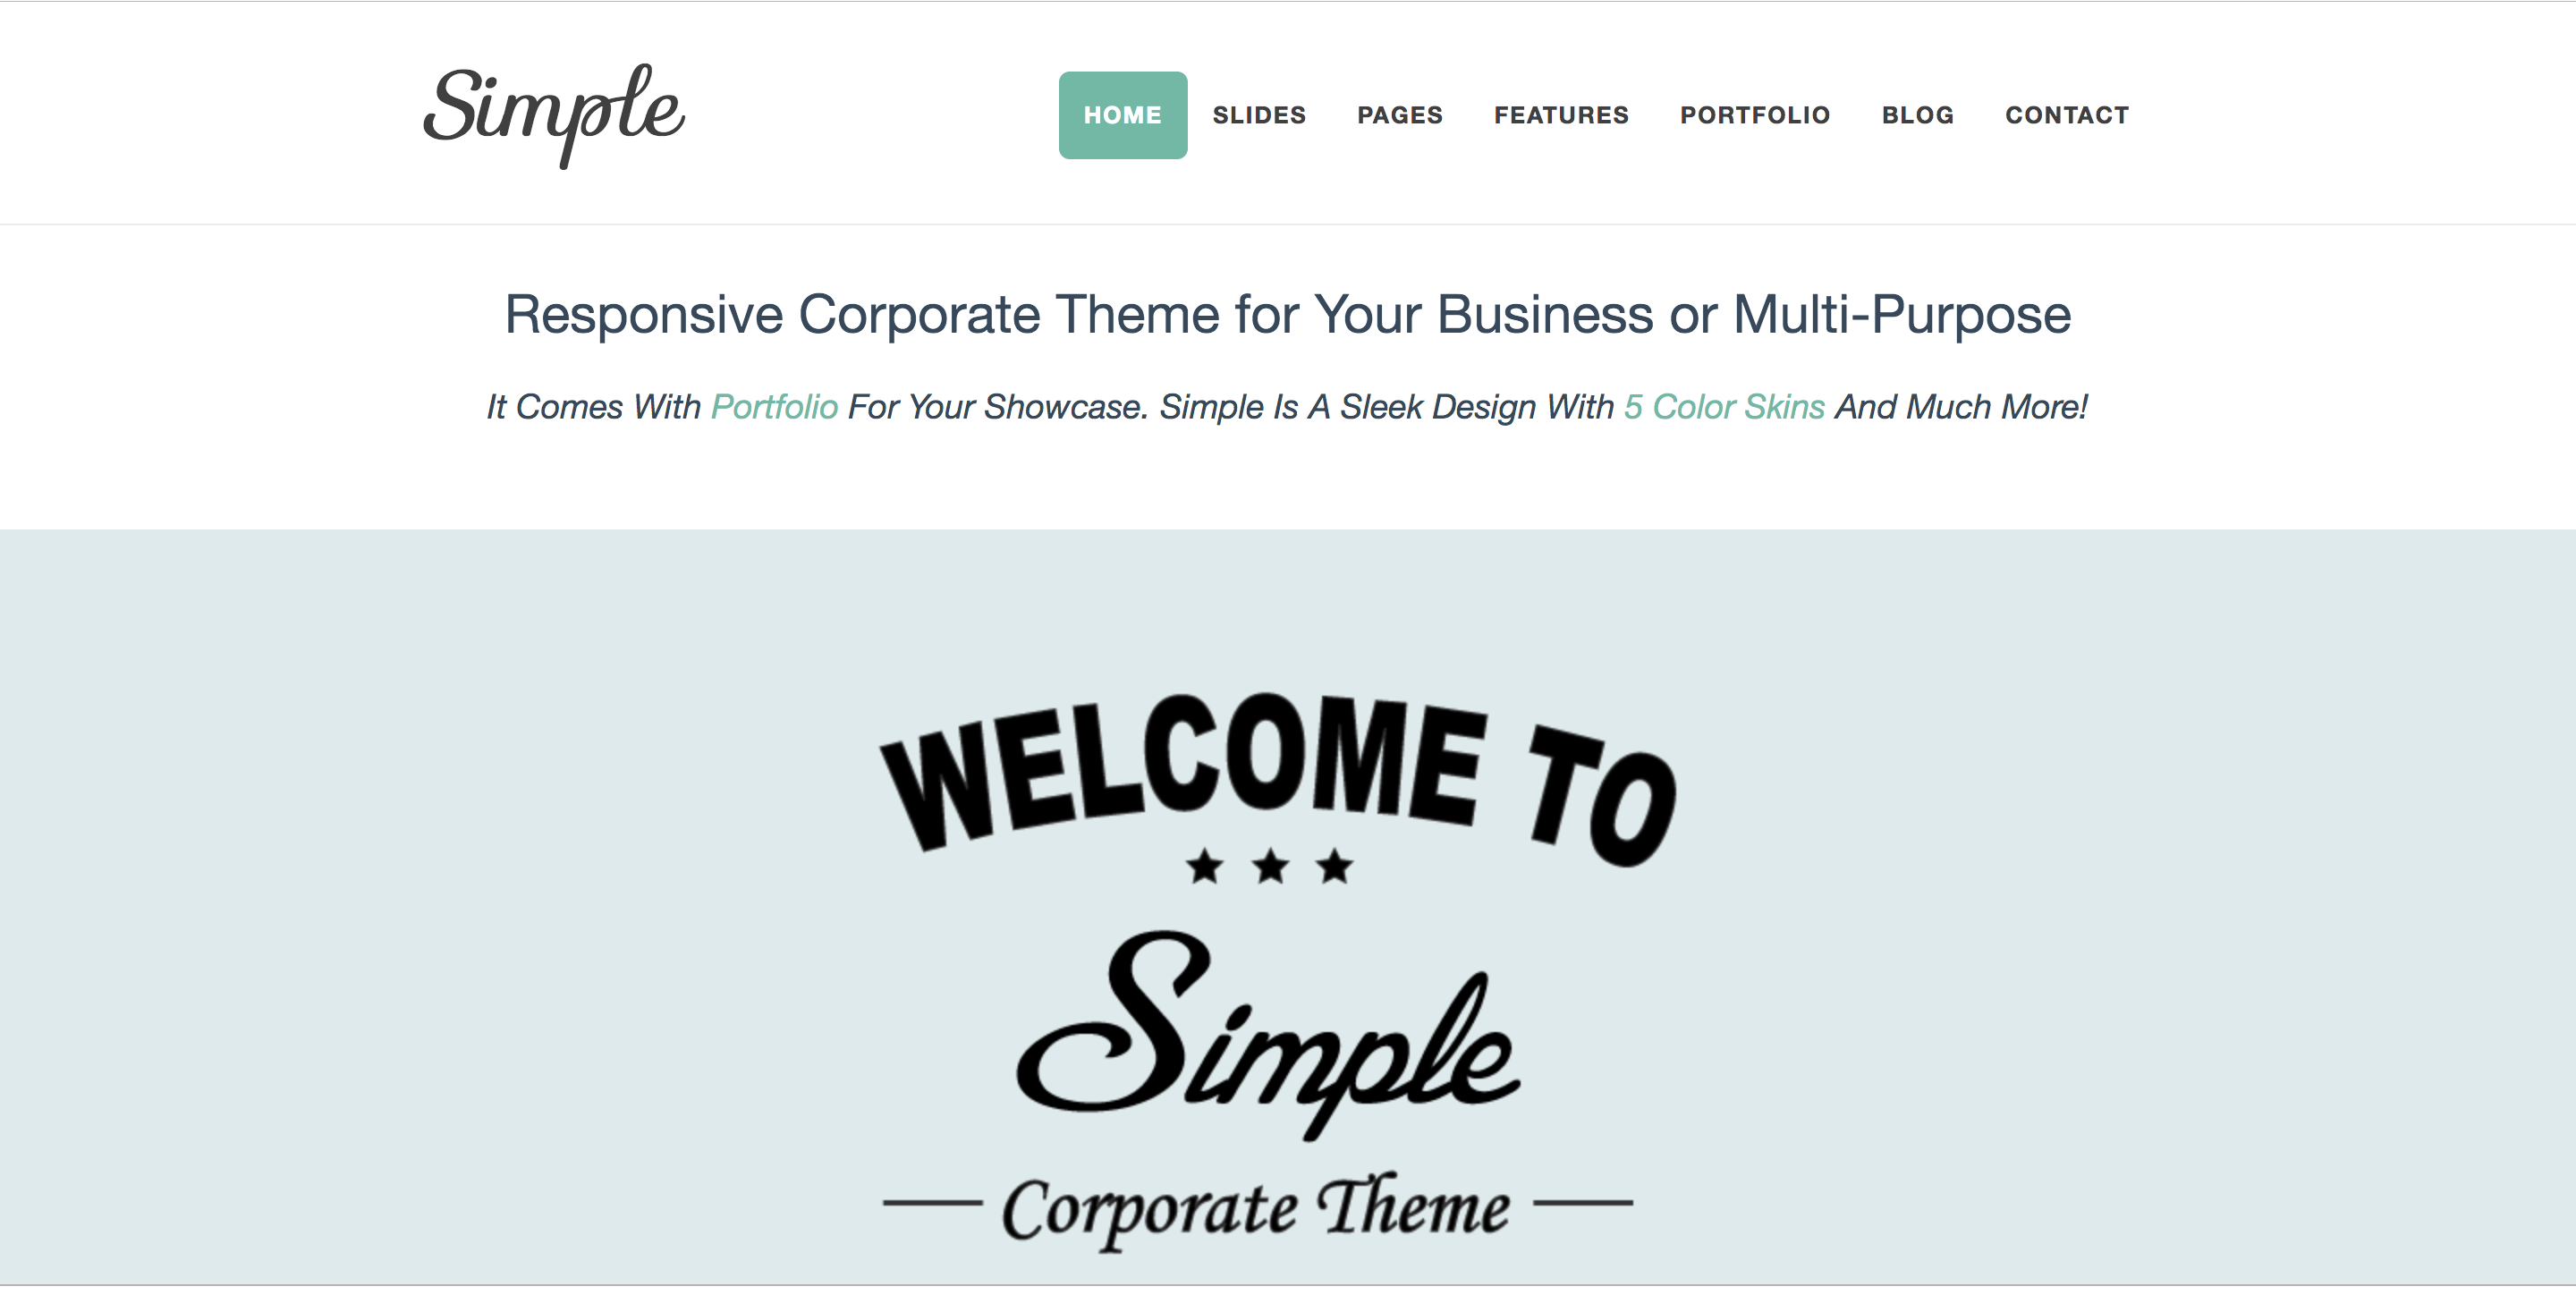 Simple
HOME SLIDES PAGES FEATURES PORTFOLIO BLOG CONTACT
Responsive Corporate Theme for Your Business or Multi-Purpose
It Comes With Portfolio For Your Showcase. Simple Is A Sleek Design With 5 Color Skins And Much More!
WELCOME TO
Simple
Corporate Theme